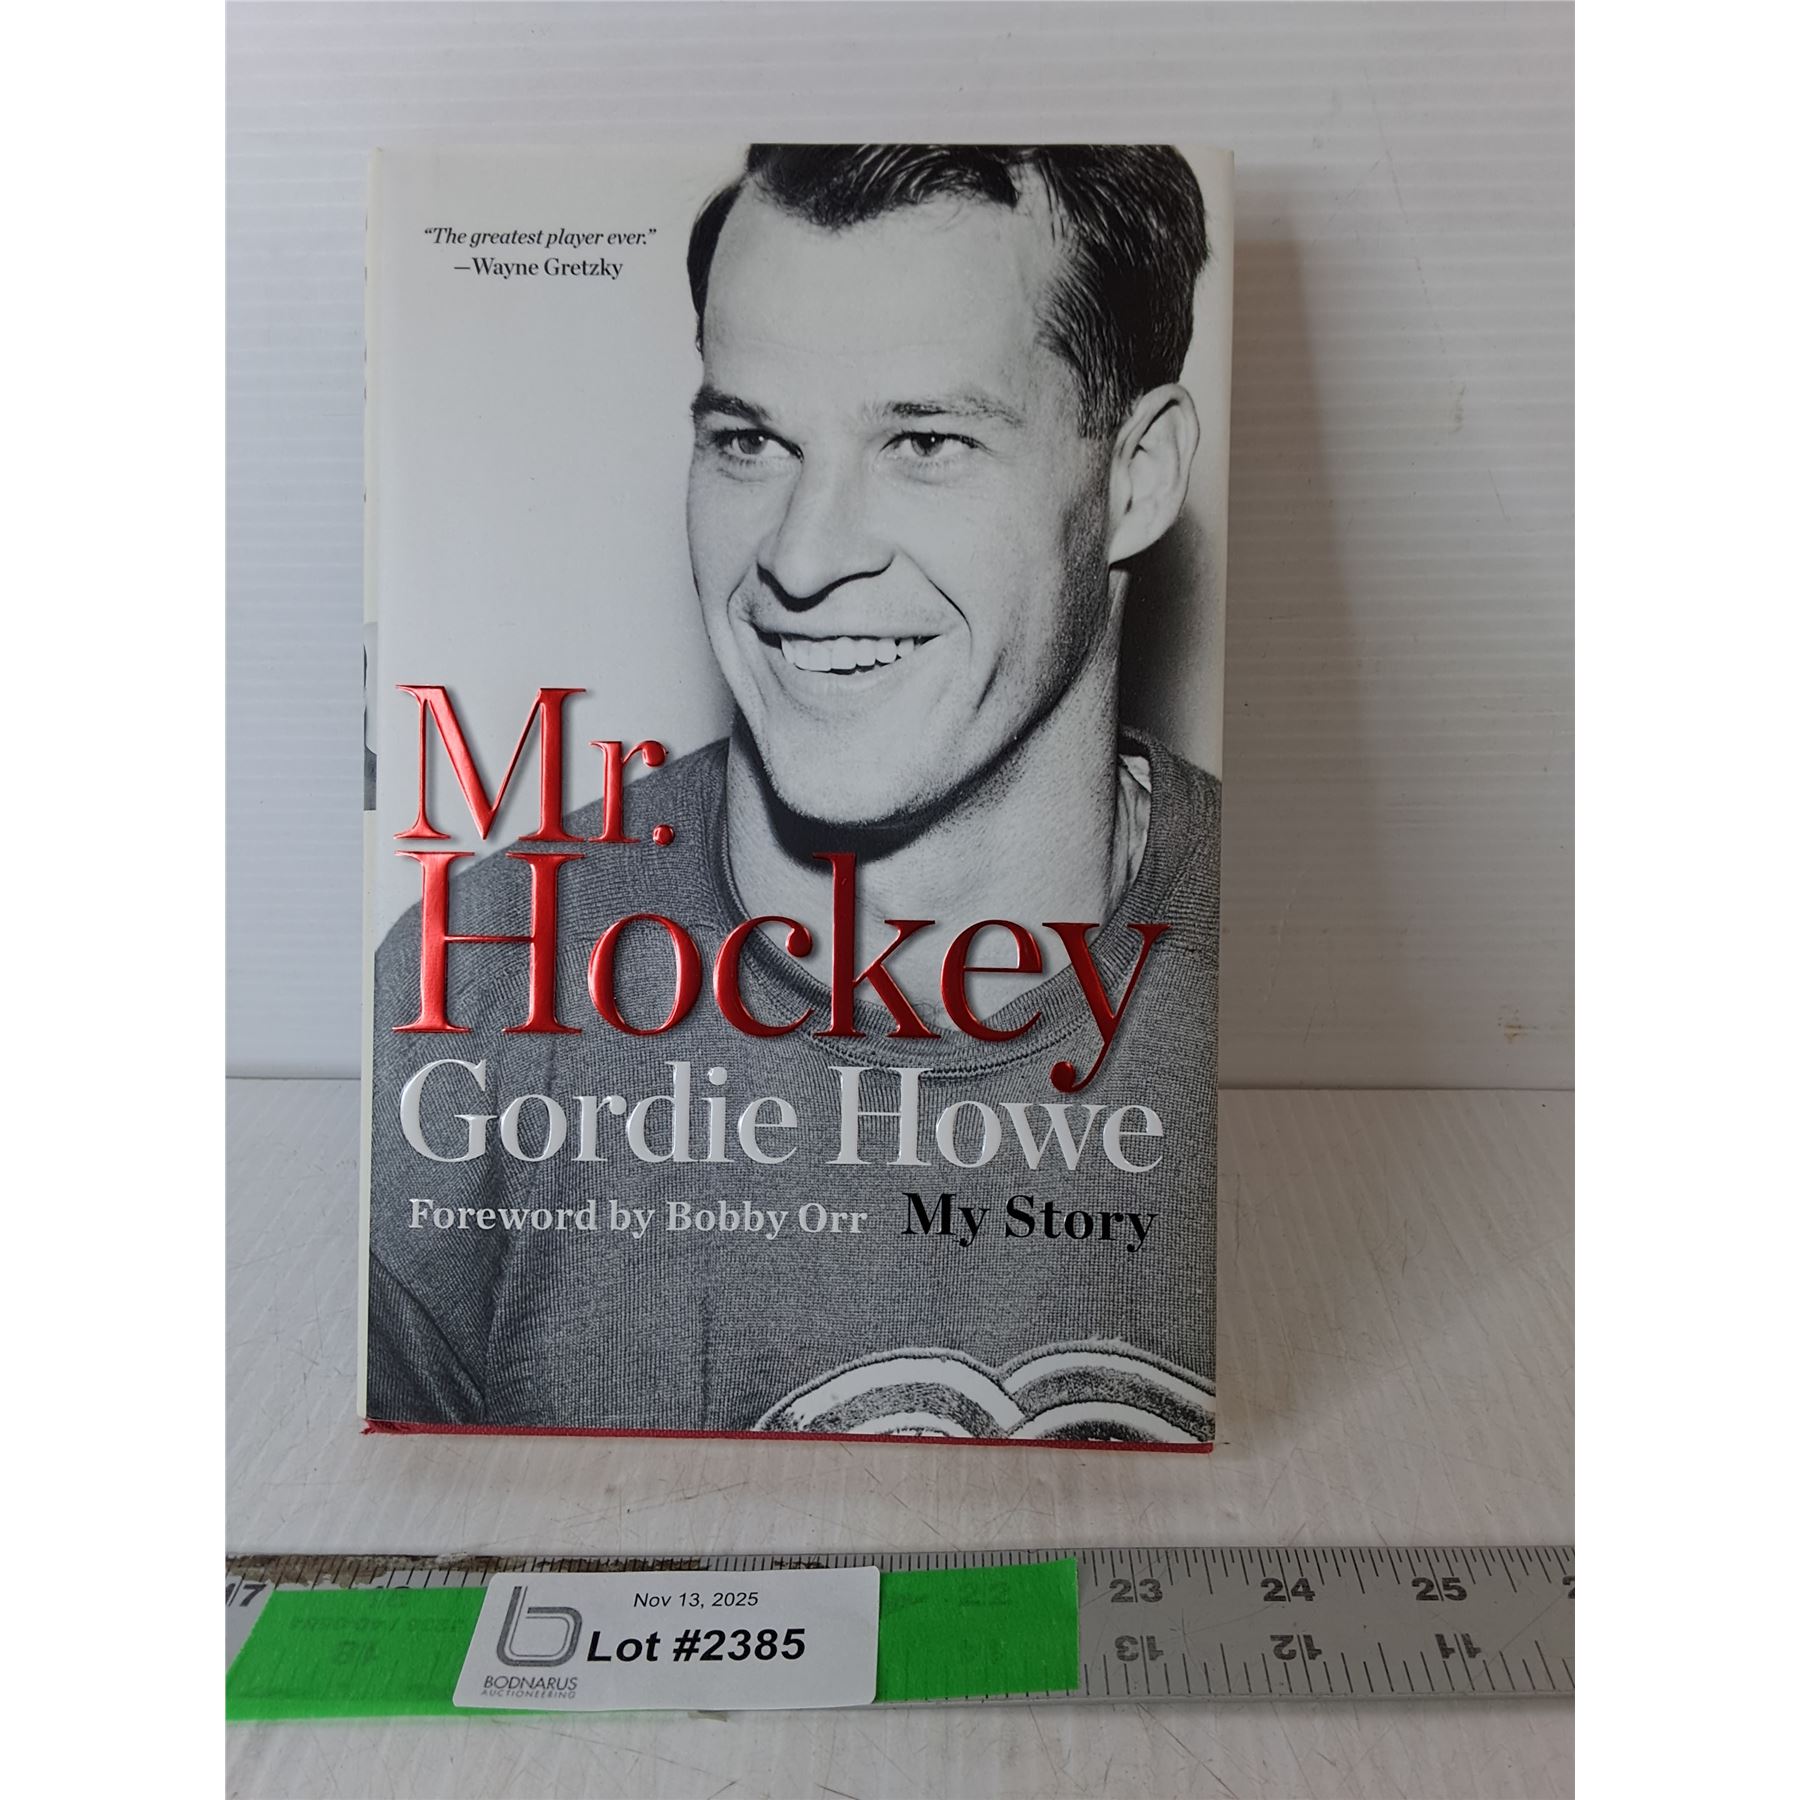 “The greatest player ever.”
—Wayne Gretzky
Mr.
Hockey
Gordie Howe
Foreword by Bobby Orr My Story
17 23 24 25
Nov 13, 2025
Lot #2385
BODNARUS
AUCTIONEERING
13 12 11